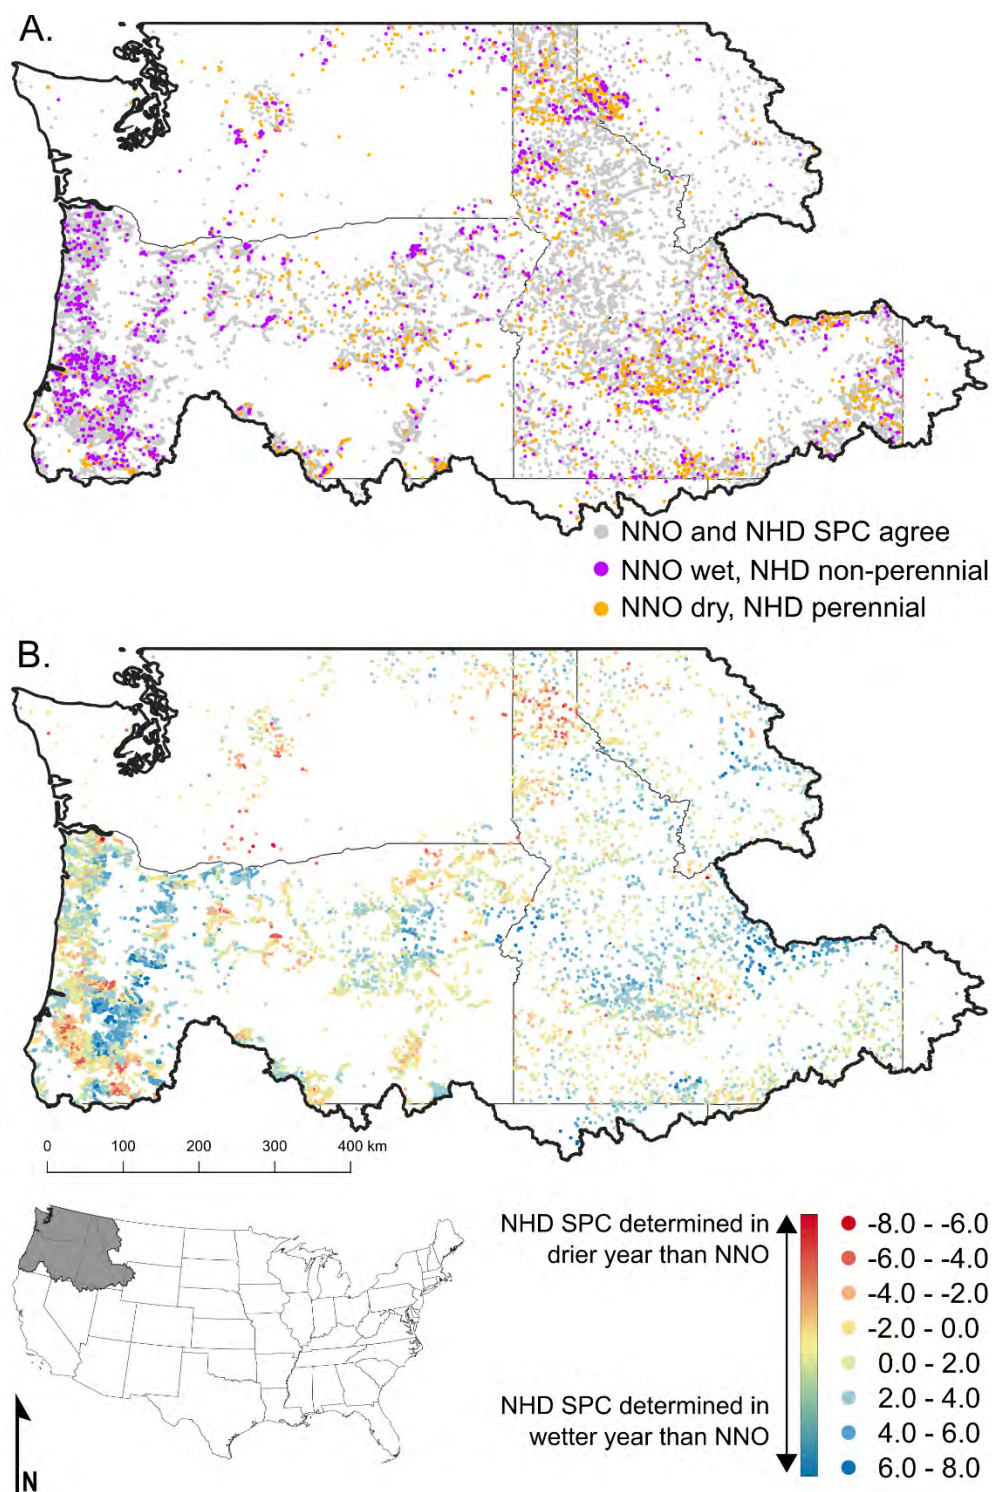 A.
NNO and NHD SPC agree
NNO wet, NHD non-perennial
NNO dry, NHD perennial
B.
0 100 200 300 400 km
NHD SPC determined in
drier year than NNO
NHD SPC determined in
wetter year than NNO
-8.0 - -6.0
-6.0 - -4.0
-4.0 - -2.0
-2.0 - 0.0
0.0 - 2.0
2.0 - 4.0
4.0 - 6.0
6.0 - 8.0
N